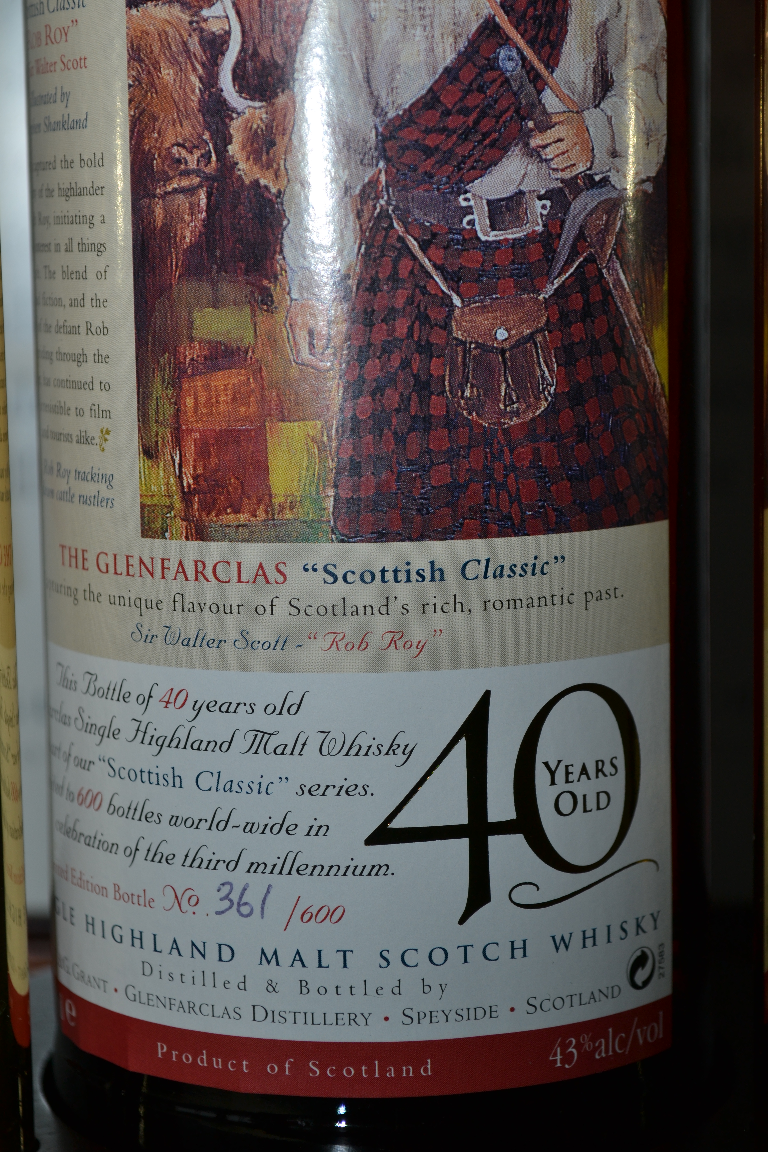 Classic
ROY”
Walter Scott
by
Shankland
the bold
of the highlander
Roy, initiating a
in all things
The blend of
fiction, and the
the defiant Rob
through the
continued to
to film
tourists alike.
Roy tracking
cattle rustlers
THE GLENFARCLAS “Scottish Classic”
the unique flavour of Scotland's rich, romantic past.
Sir Walter Scott - “Rob Roy”
This Bottle of 40 years old
Single Highland Malt Whisky
of our “Scottish Classic” series.
to 600 bottles world-wide in
celebration of the third millennium.
Edition Bottle No. 361 /600
40
YEARS
OLD
HIGHLAND MALT SCOTCH WHISKY
Distilled & Bottled by
GRANT • GLENFARCLAS DISTILLERY • SPEYSIDE • SCOTLAND
27583
e
Product of Scotland
43%alc/vol